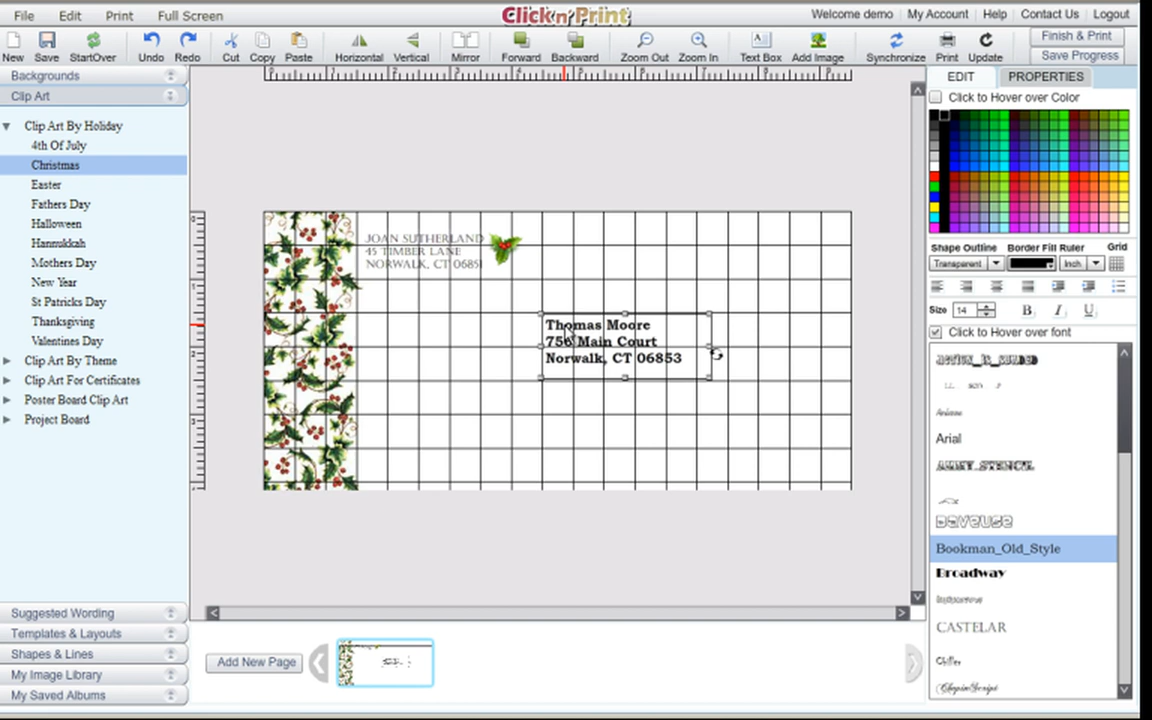 File Edit Print Full Screen Click n' Print Welcome demo My Account Help Contact Us Logout
New Save StartOver Undo Redo Cut Copy Paste Horizontal Vertical Mirror Forward Backward Zoom Out Zoom In Text Box Add Image Synchronize Print Update
Finish & Print
Save Progress
Backgrounds
Clip Art
Clip Art By Holiday
4th Of July
Christmas
Easter
Fathers Day
Halloween
Hannukkah
Mothers Day
New Year
St Patricks Day
Thanksgiving
Valentines Day
Clip Art By Theme
Clip Art For Certificates
Poster Board Clip Art
Project Board
Suggested Wording
Templates & Layouts
Shapes & Lines
My Image Library
My Saved Albums
JOAN SUTHERLAND
45 TIMBER LANE
NORWALK, CT 06851
Thomas Moore
756 Main Court
Norwalk, CT 06853
Add New Page
EDIT PROPERTIES
Click to Hover over Color
Shape Outline Border Fill Ruler Grid
Transparent Inch
Size 14 B I U
Click to Hover over font
Arial
Baveuse
Bookman_Old_Style
Broadway
CASTELAR
Chiller
ChopinScript